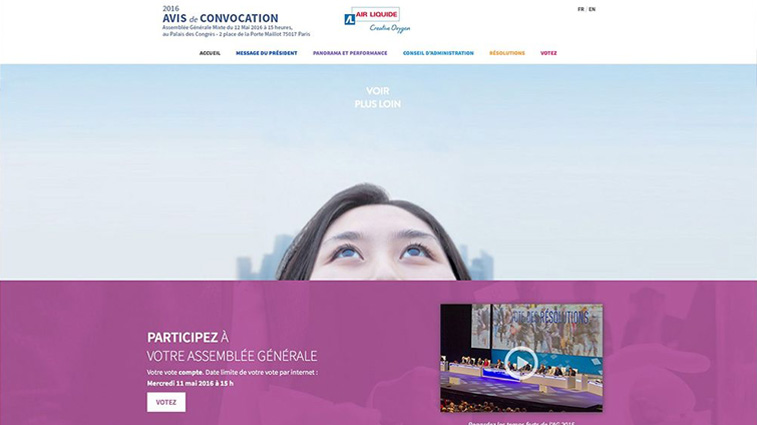 2016
AVIS de CONVOCATION
Assemblée Générale Mixte du 12 Mai 2016 à 15 heures,
au Palais des Congrès - 2 place de la Porte Maillot 75017 Paris
AIR LIQUIDE
Creative Oxygen
FR | EN
ACCUEIL MESSAGE DU PRÉSIDENT PANORAMA ET PERFORMANCE CONSEIL D'ADMINISTRATION RÉSOLUTIONS VOTEZ
VOIR
PLUS LOIN
PARTICIPEZ À
VOTRE ASSEMBLÉE GÉNÉRALE
Votre vote compte. Date limite de votre vote par internet :
Mercredi 11 mai 2016 à 15 h
VOTEZ
DES RÉSOLUTIONS